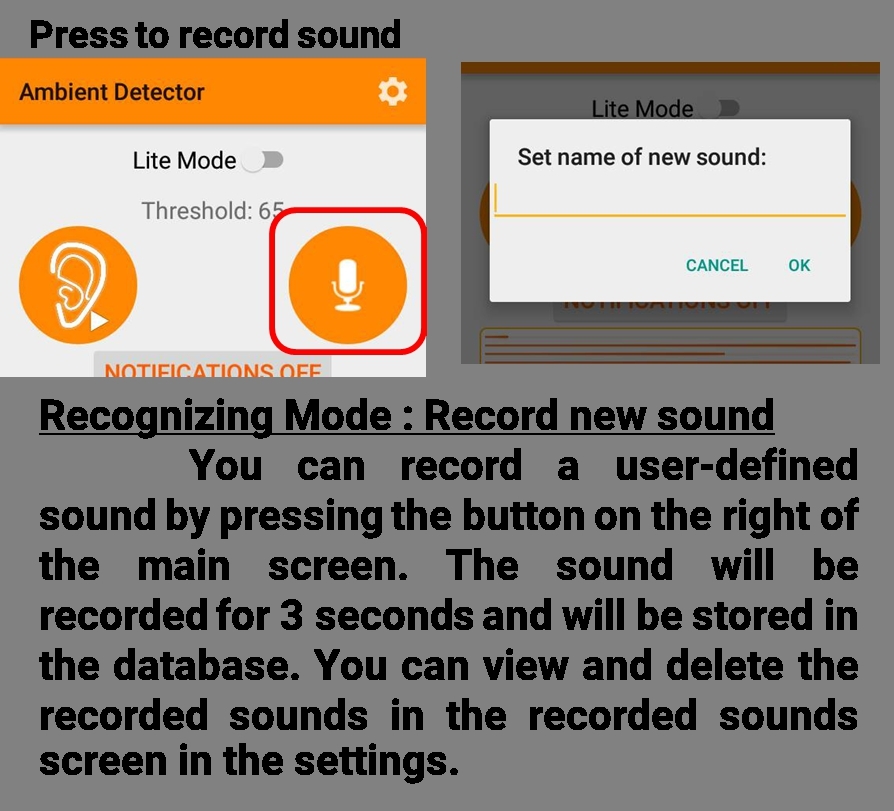 Press to record sound
Ambient Detector
Lite Mode
Threshold: 65
NOTIFICATIONS OFF
Lite Mode
Set name of new sound:
CANCEL OK
NOTIFICATIONS OFF
Recognizing Mode : Record new sound
You can record a user-defined
sound by pressing the button on the right of
the main screen. The sound will be
recorded for 3 seconds and will be stored in
the database. You can view and delete the
recorded sounds in the recorded sounds
screen in the settings.